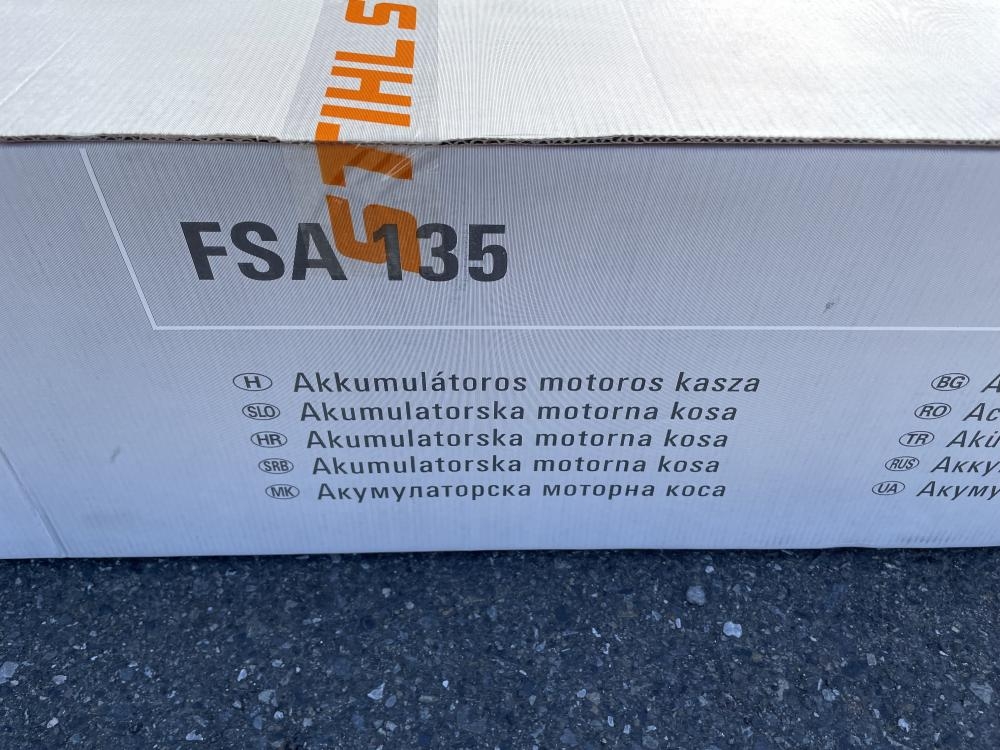 STIHL S
FSA 135
H Akkumulátoros motoros kasza
SLO Akumulatorska motorna kosa
HR Akumulatorska motorna kosa
SRB Akumulatorska motorna kosa
MK Акумулаторска моторна коса
BG
RO
TR
RUS
UA